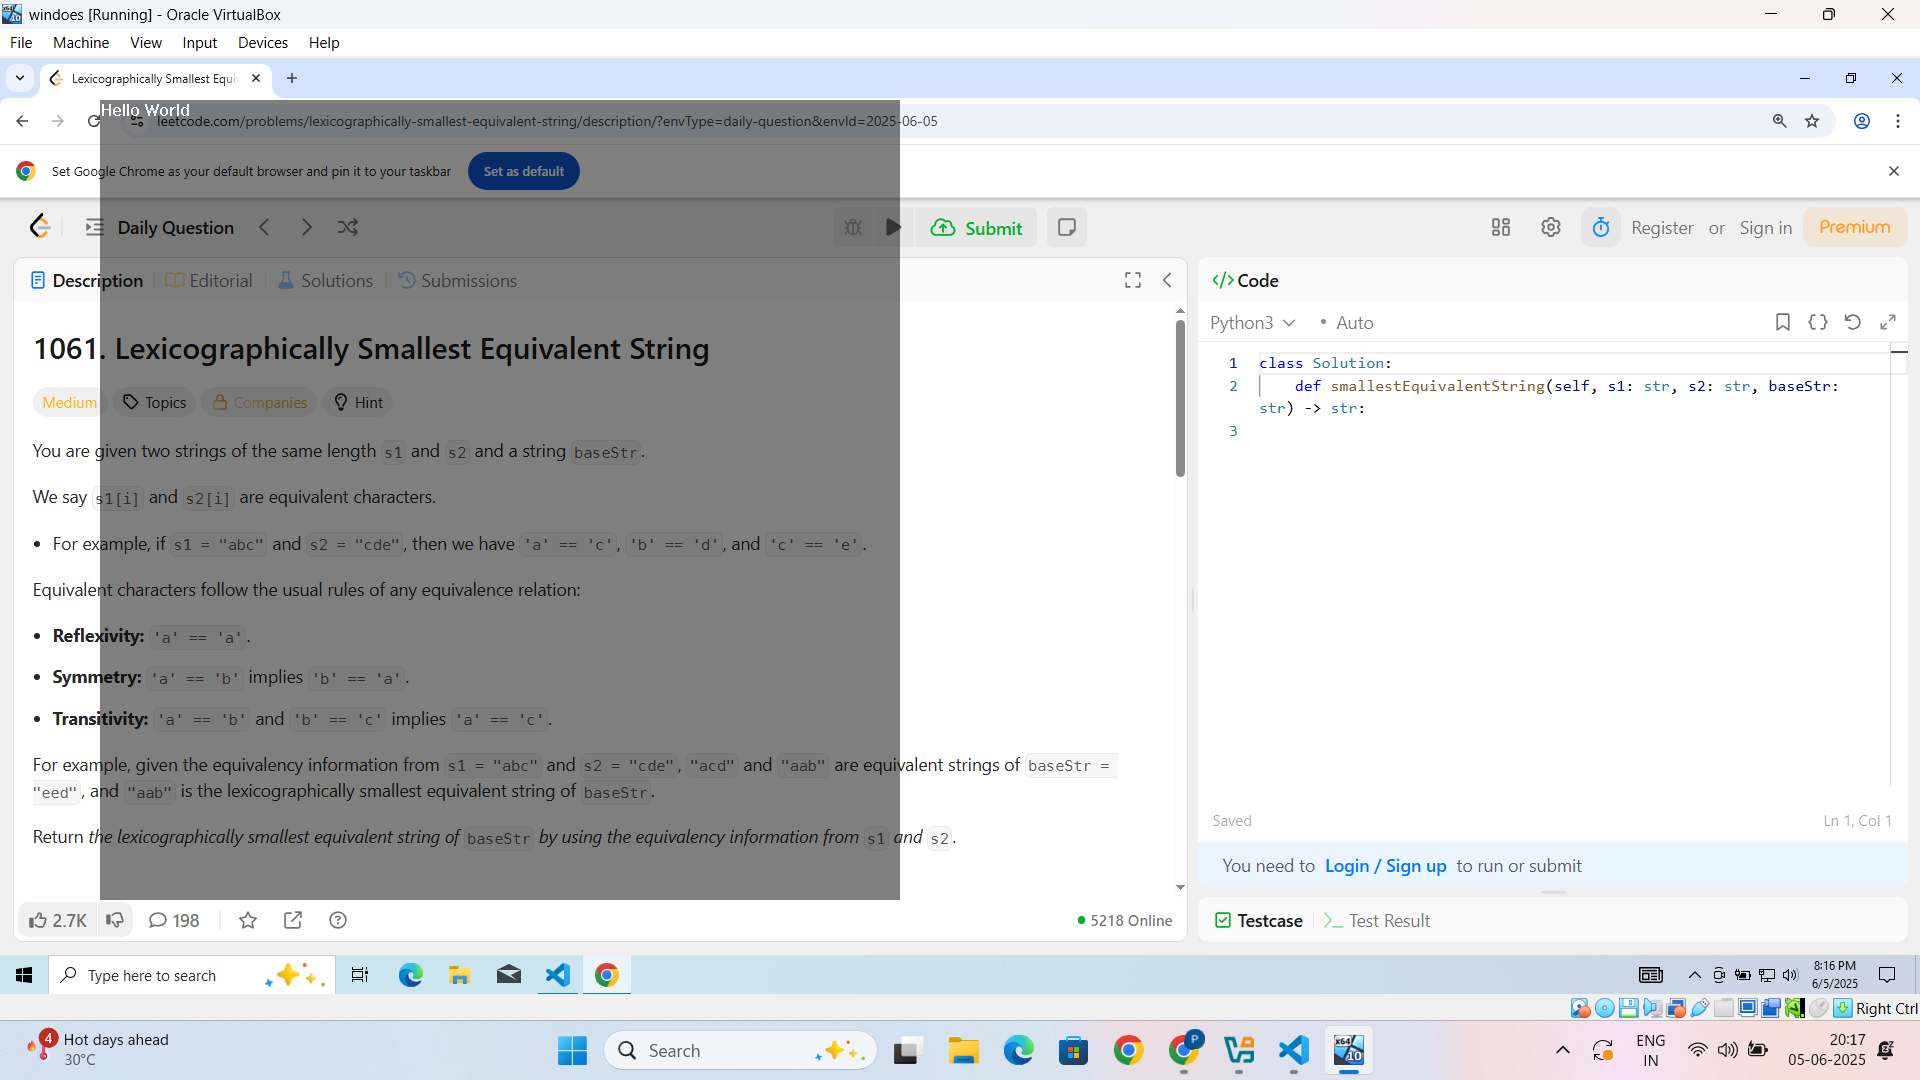 windoes [Running] - Oracle VirtualBox
File Machine View Input Devices Help
Lexicographically Smallest Equi
Hello World
leetcode.com/problems/lexicographically-smallest-equivalent-string/description/?envType=daily-question&envId=2025-06-05
Set Google Chrome as your default browser and pin it to your taskbar Set as default
Daily Question Submit Register or Sign in Premium
Description Editorial Solutions Submissions
</> Code
Python3 • Auto
1061. Lexicographically Smallest Equivalent String
Medium Topics Companies Hint
You are given two strings of the same length s1 and s2 and a string baseStr.
We say s1[i] and s2[i] are equivalent characters.
• For example, if s1 = "abc" and s2 = "cde", then we have 'a' == 'c', 'b' == 'd', and 'c' == 'e'.
Equivalent characters follow the usual rules of any equivalence relation:
• Reflexivity: 'a' == 'a'.
• Symmetry: 'a' == 'b' implies 'b' == 'a'.
• Transitivity: 'a' == 'b' and 'b' == 'c' implies 'a' == 'c'.
For example, given the equivalency information from s1 = "abc" and s2 = "cde", "acd" and "aab" are equivalent strings of baseStr =
"eed", and "aab" is the lexicographically smallest equivalent string of baseStr.
Return the lexicographically smallest equivalent string of baseStr by using the equivalency information from s1 and s2.
2.7K 198 5218 Online
1 class Solution:
2 def smallestEquivalentString(self, s1: str, s2: str, baseStr:
str) -> str:
3
Saved Ln 1, Col 1
You need to Login / Sign up to run or submit
Testcase Test Result
Type here to search
8:16 PM
6/5/2025
Right Ctrl
4 Hot days ahead
30°C
Search
P
x64
10
ENG
IN
20:17
05-06-2025